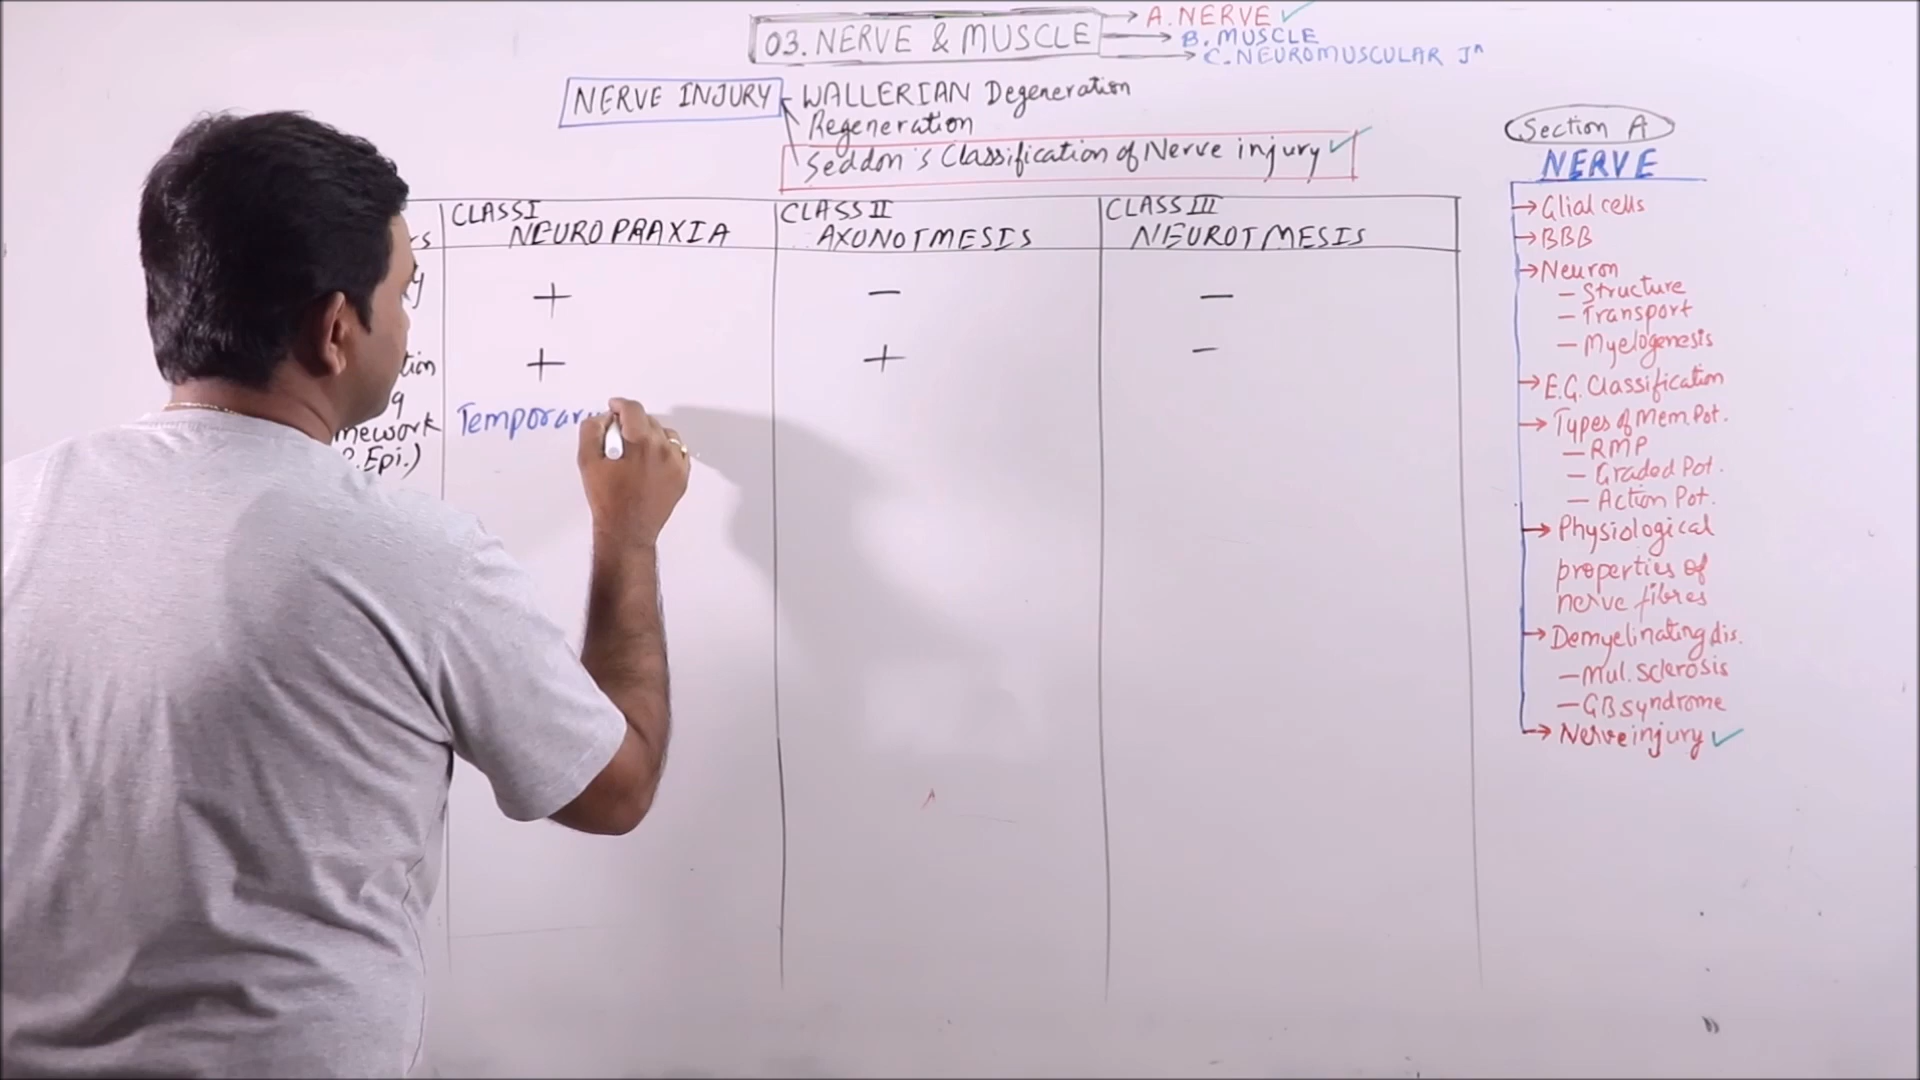 03. NERVE & MUSCLE
A. NERVE ✓
B. MUSCLE
C. NEUROMUSCULAR Jⁿ
NERVE INJURY
WALLERIAN Degeneration
Regeneration
Seddon's Classification of Nerve injury ✓
CLASS I
NEUROPRAXIA
CLASS II
AXONOTMESIS
CLASS III
NEUROTMESIS
+ − −
+ + −
Temporary
Epi.)
Section A
NERVE
→ Glial cells
→ BBB
→ Neuron
– Structure
– Transport
– Myelogenesis
→ E.G. Classification
→ Types of Mem. Pot.
– RMP
– Graded Pot.
– Action Pot.
→ Physiological
properties of
nerve fibres
→ Demyelinating dis.
– Mul. sclerosis
– GB syndrome
→ Nerve injury ✓